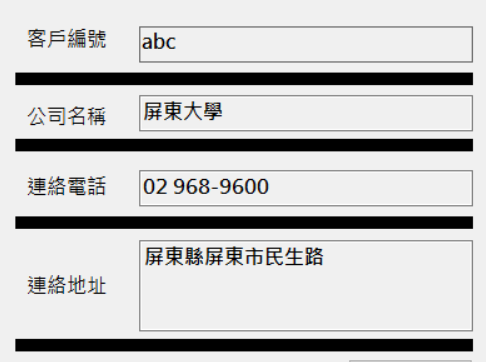 客戶編號 abc
公司名稱 屏東大學
連絡電話 02 968-9600
屏東縣屏東市民生路
連絡地址